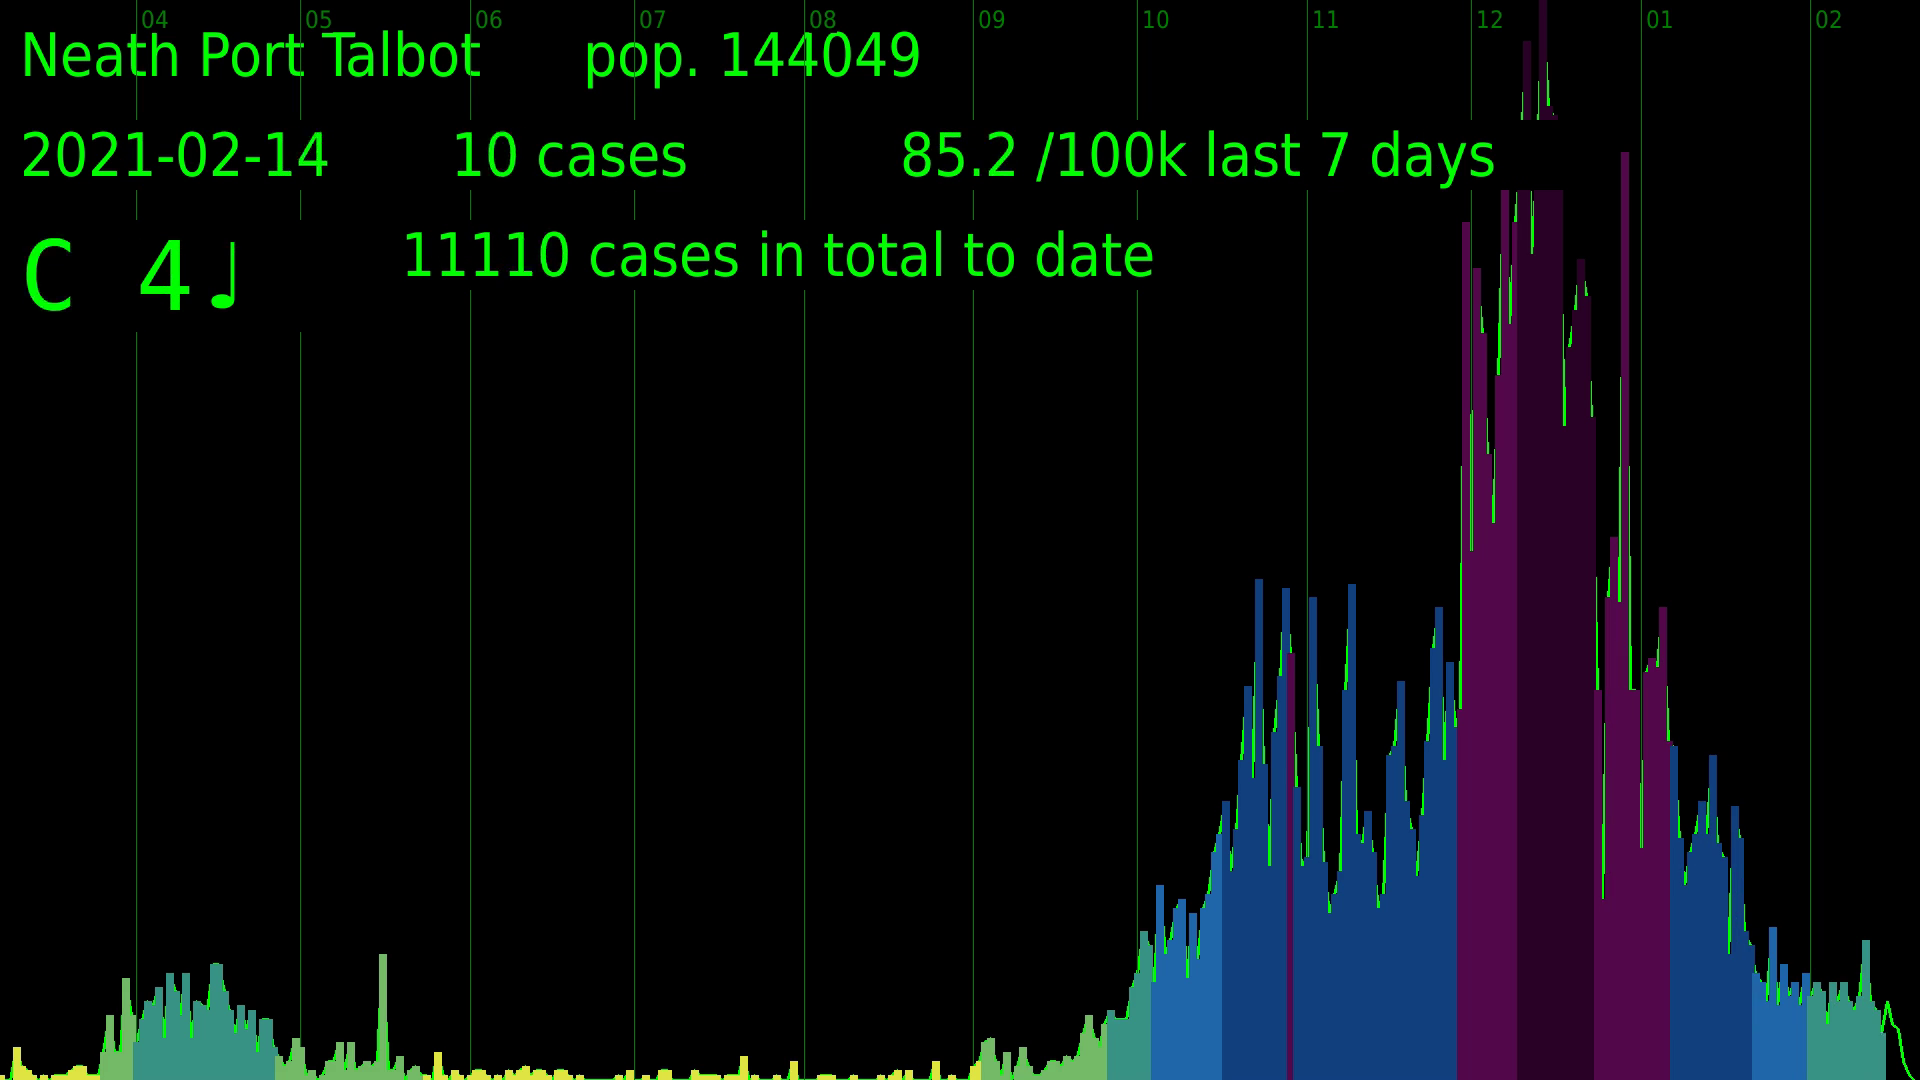 04 05 06 07 08 09 10 11 12 01 02
Neath Port Talbot pop. 144049
2021-02-14 10 cases 85.2 /100k last 7 days
C 4♩ 11110 cases in total to date